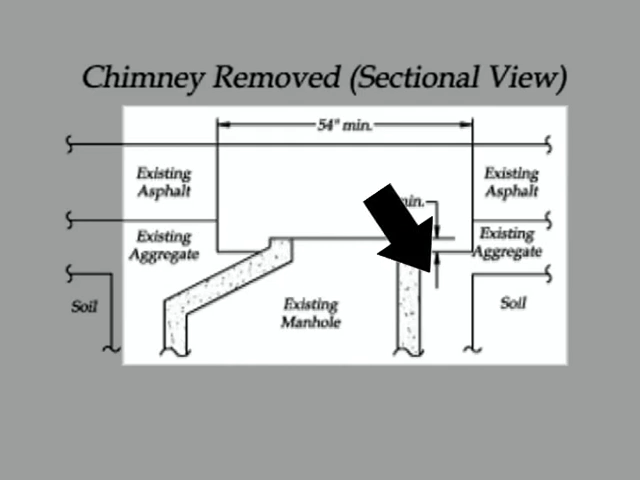 Chimney Removed (Sectional View)
54" min.
Existing
Asphalt
Existing
Asphalt
min.
Existing
Aggregate
Existing
Aggregate
Soil
Existing
Manhole
Soil